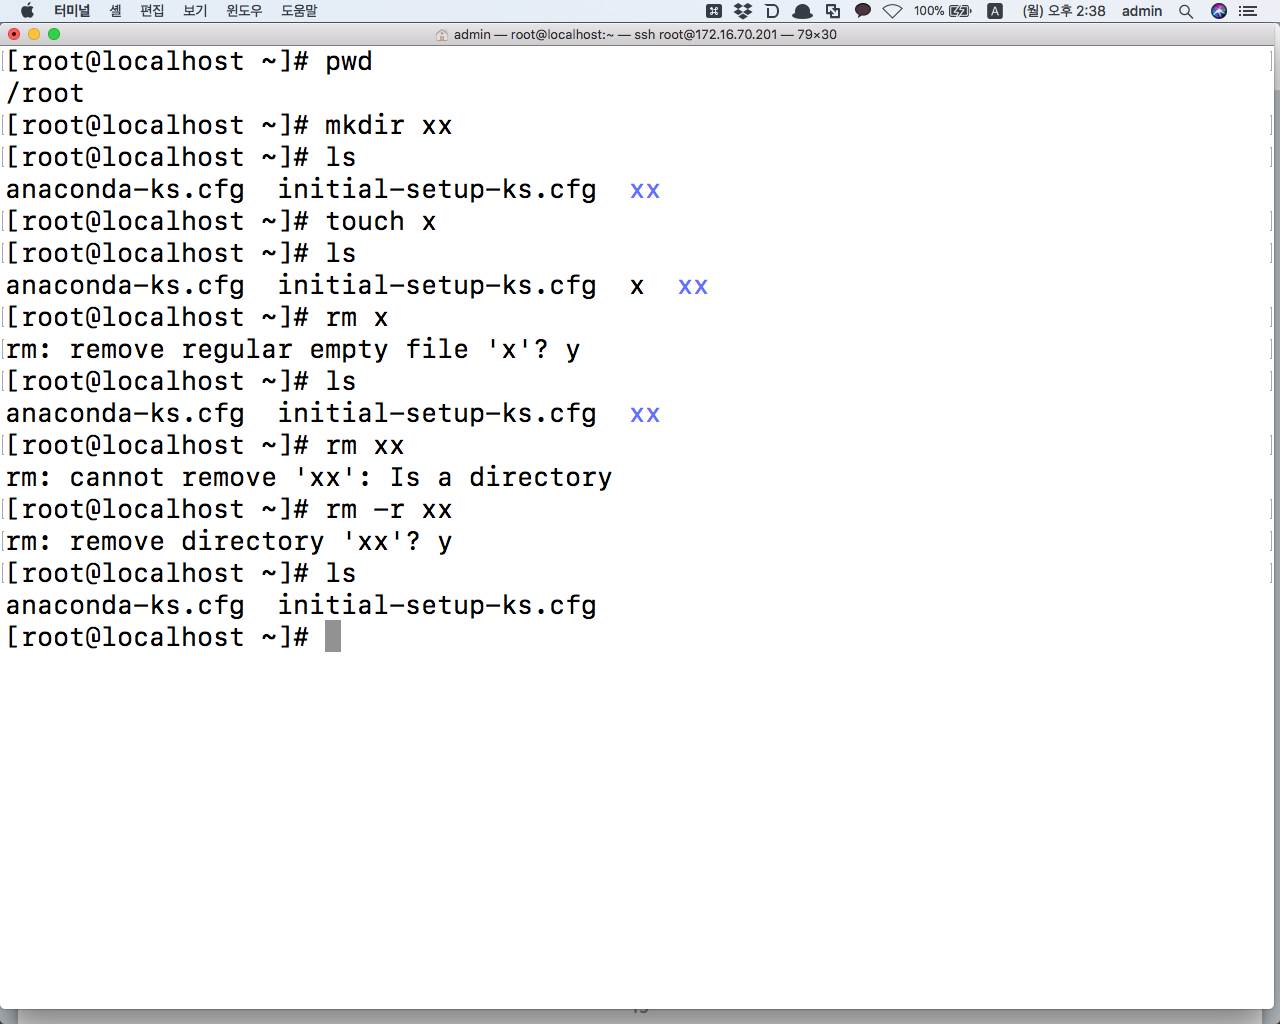 터미널 셸 편집 보기 윈도우 도움말 100% A (월) 오후 2:38 admin
admin — root@localhost:~ — ssh root@172.16.70.201 — 79×30
[root@localhost ~]# pwd
/root
[root@localhost ~]# mkdir xx
[root@localhost ~]# ls
anaconda-ks.cfg  initial-setup-ks.cfg  xx
[root@localhost ~]# touch x
[root@localhost ~]# ls
anaconda-ks.cfg  initial-setup-ks.cfg  x  xx
[root@localhost ~]# rm x
rm: remove regular empty file 'x'? y
[root@localhost ~]# ls
anaconda-ks.cfg  initial-setup-ks.cfg  xx
[root@localhost ~]# rm xx
rm: cannot remove 'xx': Is a directory
[root@localhost ~]# rm -r xx
rm: remove directory 'xx'? y
[root@localhost ~]# ls
anaconda-ks.cfg  initial-setup-ks.cfg
[root@localhost ~]#